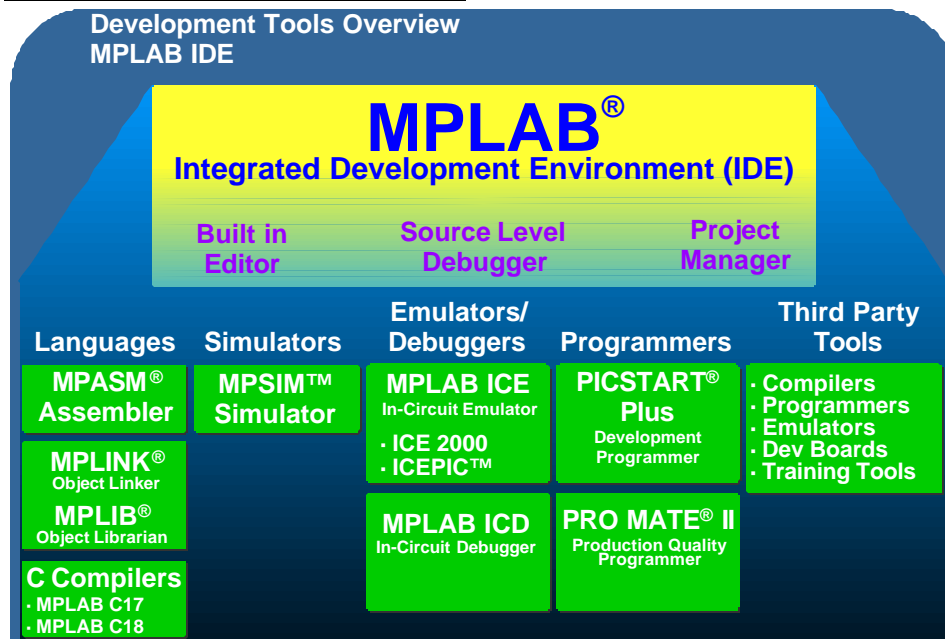 Development Tools Overview
MPLAB IDE
MPLAB®
Integrated Development Environment (IDE)
Built in
Editor
Source Level
Debugger
Project
Manager
Languages
MPASM®
Assembler
MPLINK®
Object Linker
MPLIB®
Object Librarian
C Compilers
· MPLAB C17
· MPLAB C18
Simulators
MPSIM™
Simulator
Emulators/
Debuggers
MPLAB ICE
In-Circuit Emulator
· ICE 2000
· ICEPIC™
MPLAB ICD
In-Circuit Debugger
Programmers
PICSTART®
Plus
Development
Programmer
PRO MATE® II
Production Quality
Programmer
Third Party
Tools
· Compilers
· Programmers
· Emulators
· Dev Boards
· Training Tools